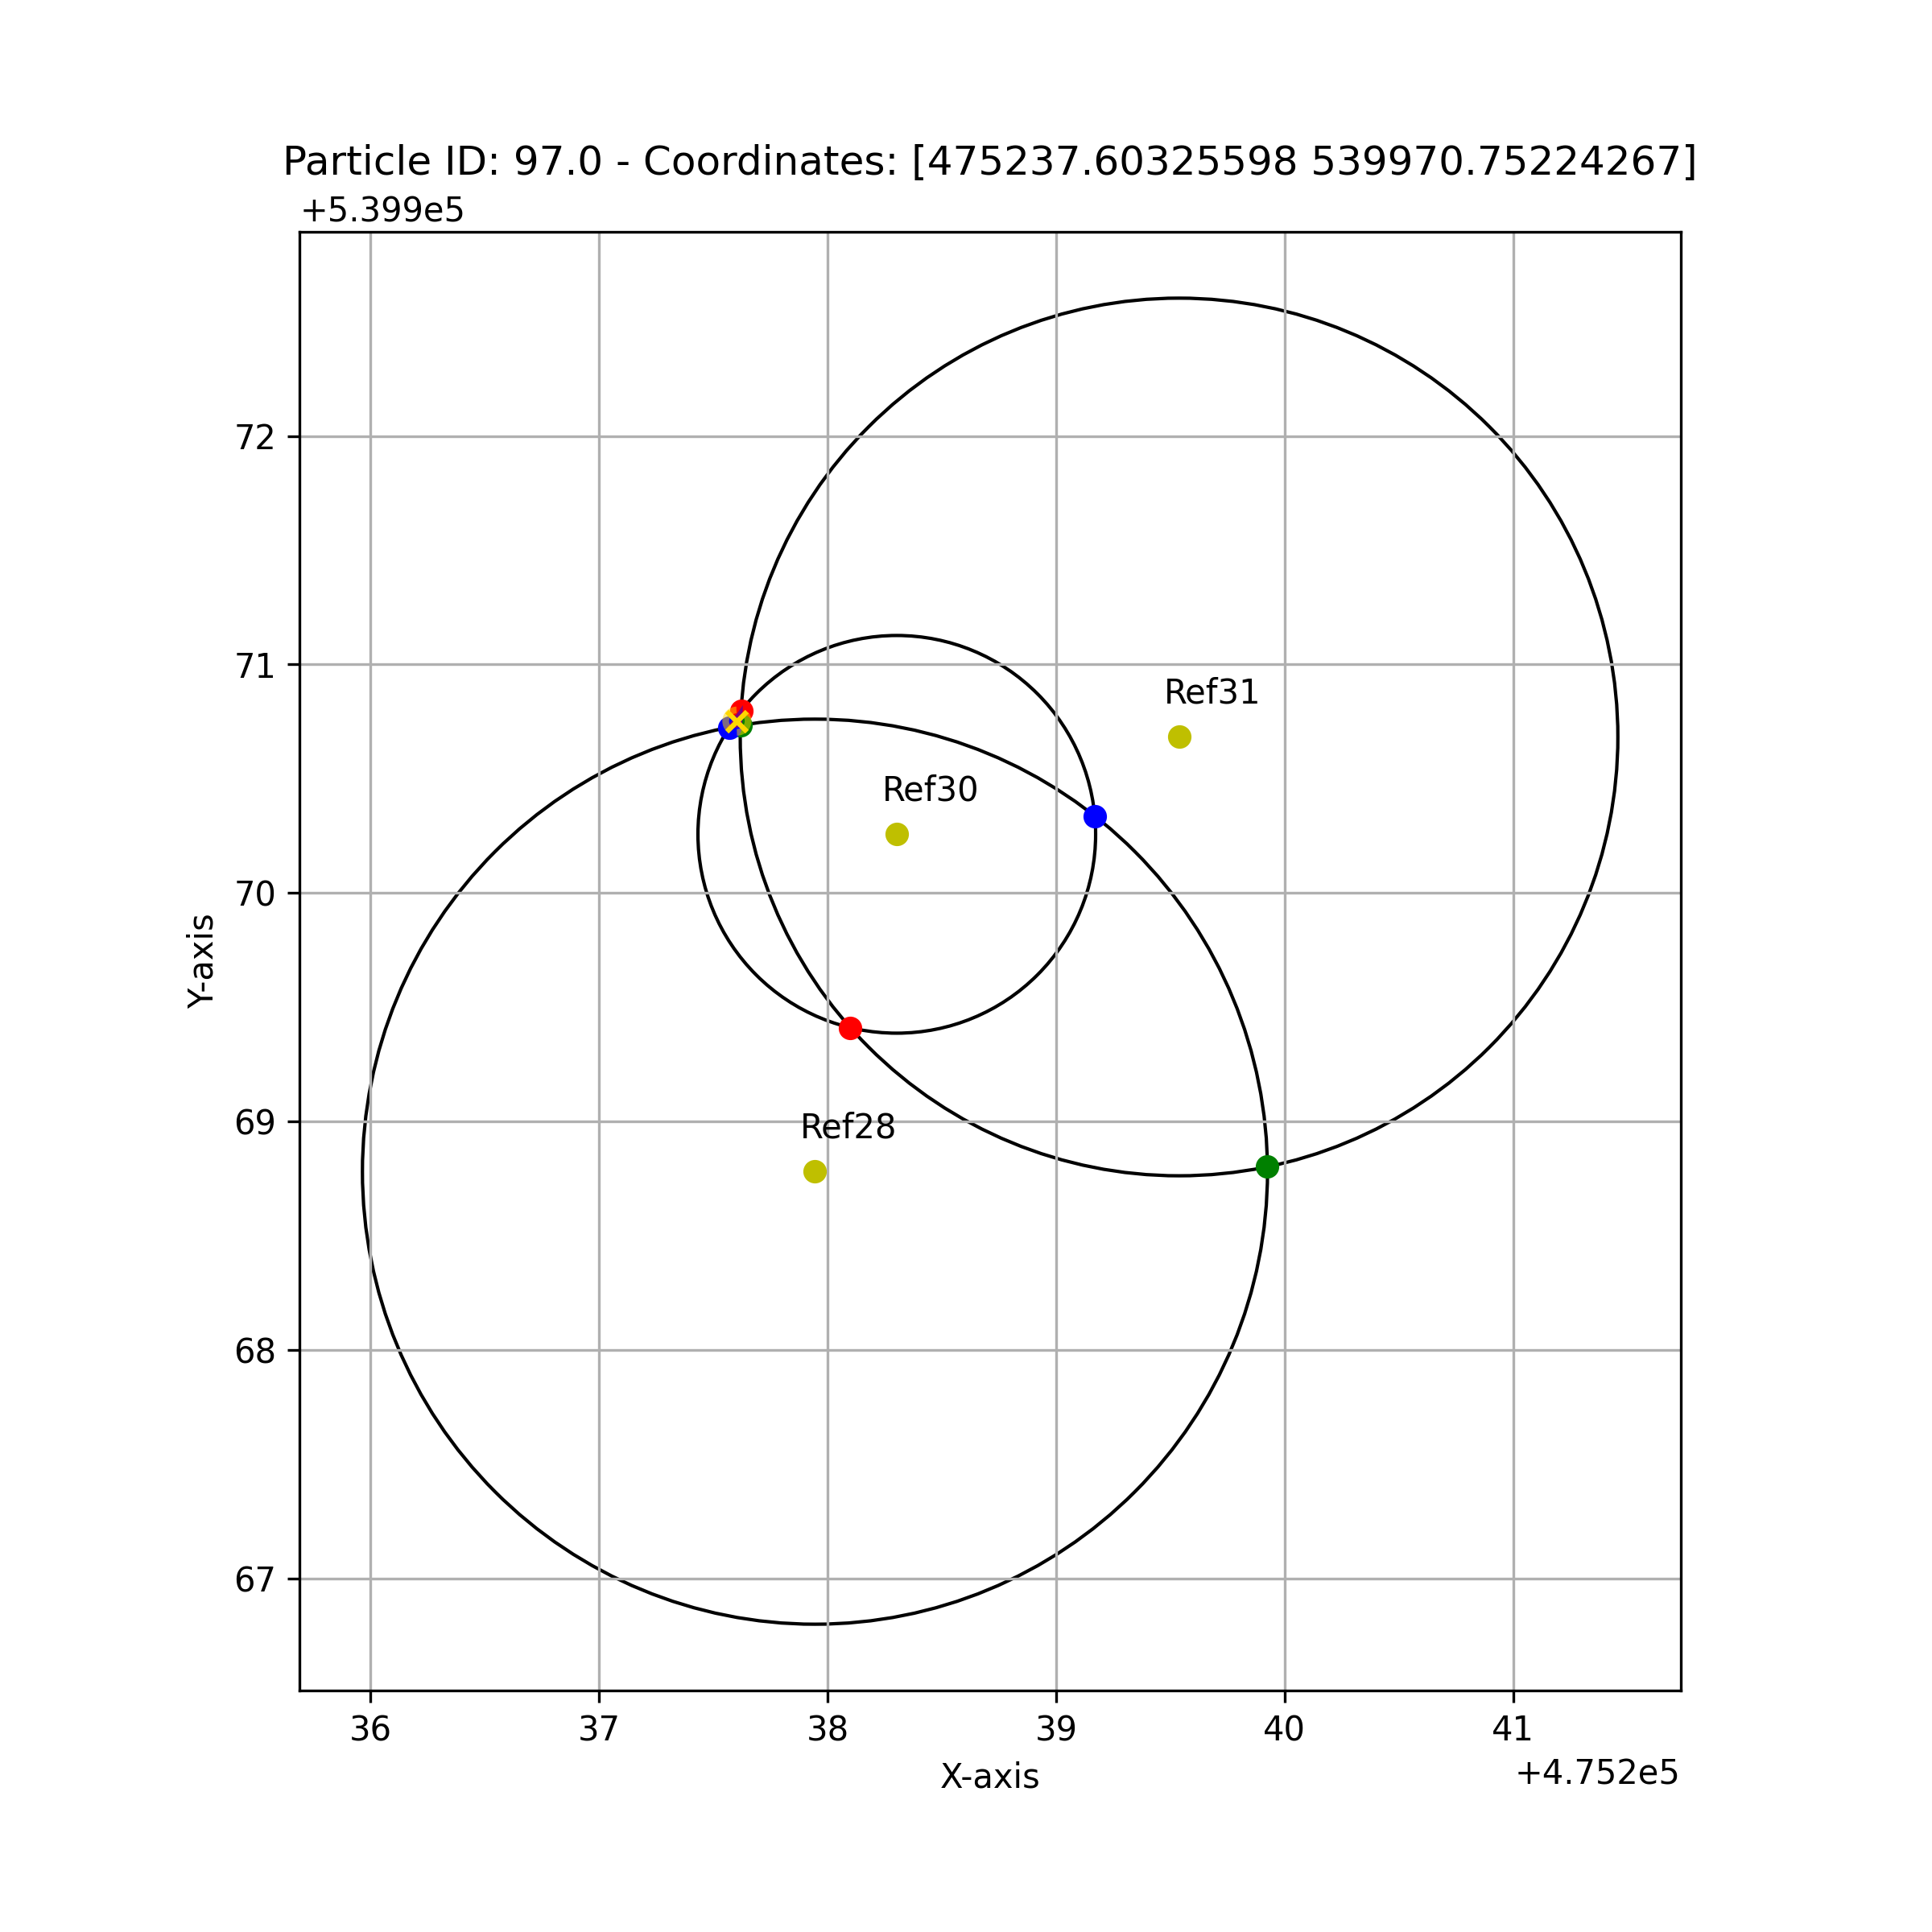 Particle ID: 97.0 - Coordinates: [475237.60325598 539970.75224267]
+5.399e5
72
71
70
69
68
67
Y-axis
Ref31
Ref30
Ref28
36 37 38 39 40 41
X-axis
+4.752e5